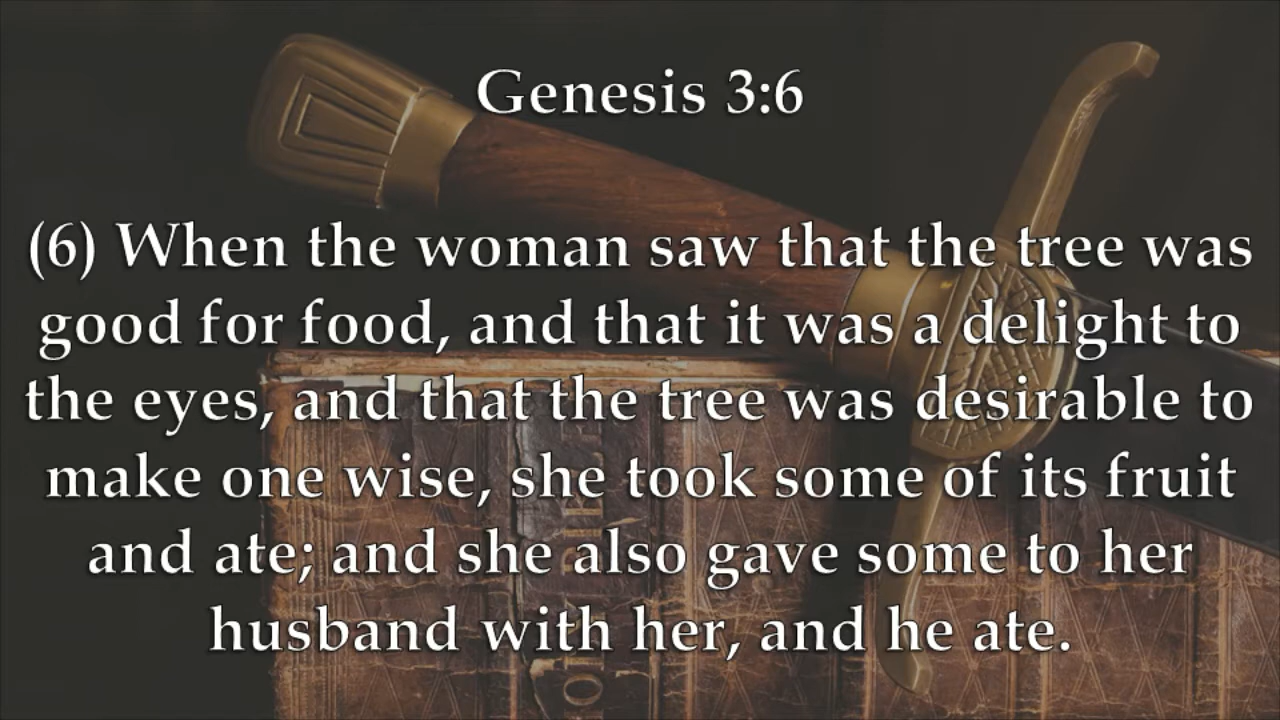 Genesis 3:6
(6) When the woman saw that the tree was
good for food, and that it was a delight to
the eyes, and that the tree was desirable to
make one wise, she took some of its fruit
and ate; and she also gave some to her
husband with her, and he ate.